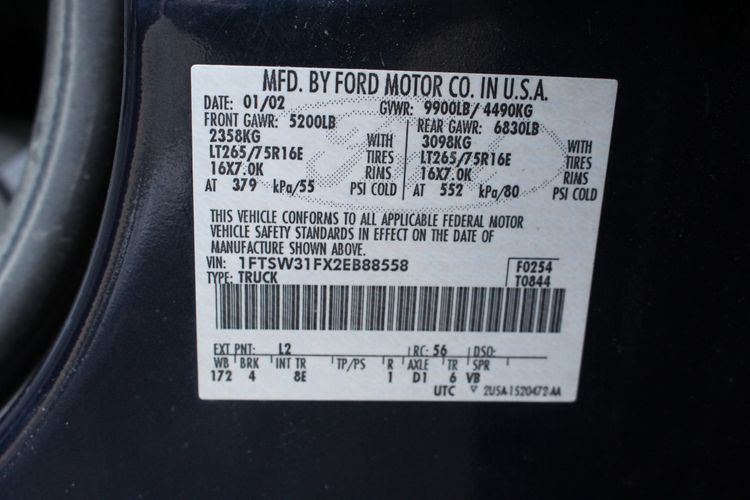 MFD. BY FORD MOTOR CO. IN U.S.A.
DATE: 01/02 GVWR: 9900LB/ 4490KG
FRONT GAWR: 5200LB REAR GAWR: 6830LB
2358KG WITH 3098KG WITH
LT265/75R16E TIRES LT265/75R16E TIRES
16X7.0K RIMS 16X7.0K RIMS
AT 379 kPa/55 PSI COLD AT 552 kPa/80 PSI COLD
THIS VEHICLE CONFORMS TO ALL APPLICABLE FEDERAL MOTOR
VEHICLE SAFETY STANDARDS IN EFFECT ON THE DATE OF
MANUFACTURE SHOWN ABOVE.
VIN: 1FTSW31FX2EB88558 F0254
TYPE: TRUCK T0844
EXT PNT: L2 RC: 56 DSO:
WB BRK INT TR TP/PS R AXLE TR SPR
172 4 8E 1 D1 6 VB
UTC ▽ 2USA-1520472-AA